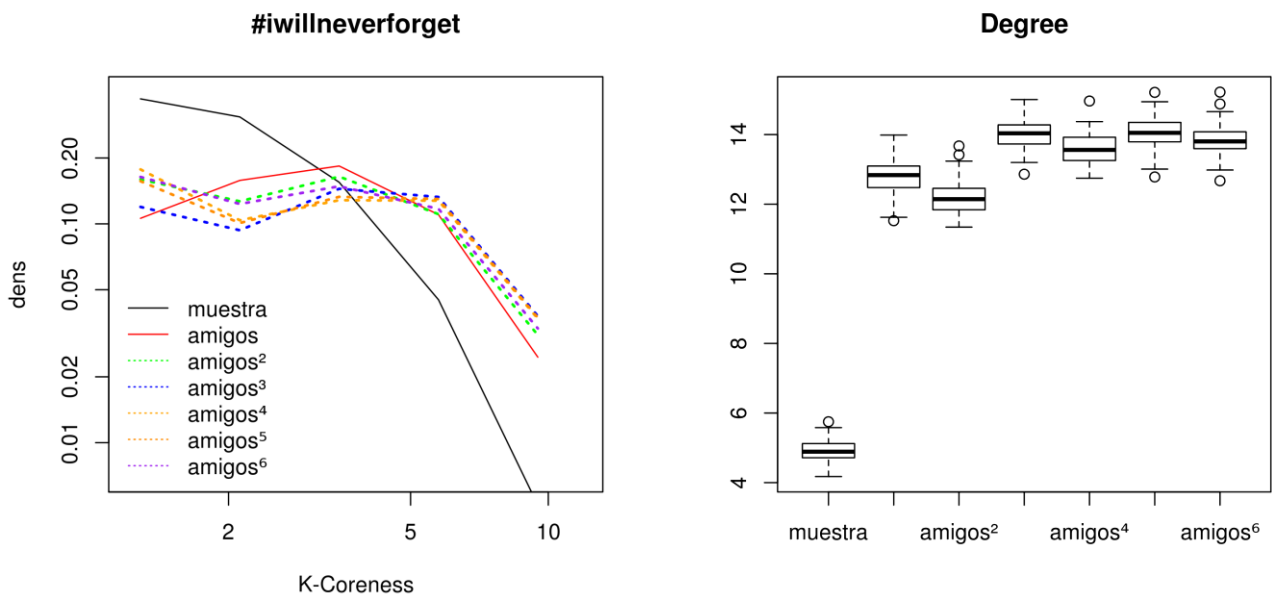 #iwillneverforget
dens
0.20
0.10
0.05
0.02
0.01
muestra
amigos
amigos²
amigos³
amigos⁴
amigos⁵
amigos⁶
2 5 10
K-Coreness
Degree
14
12
10
8
6
4
muestra amigos² amigos⁴ amigos⁶